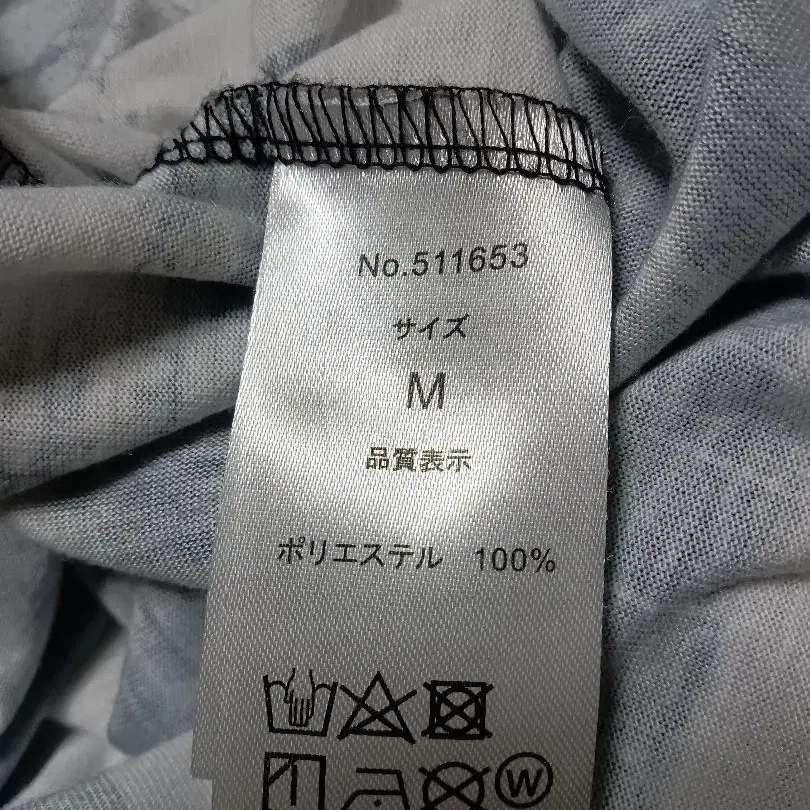 No.511653
サイズ
M
品質表示
ポリエステル 100%
W